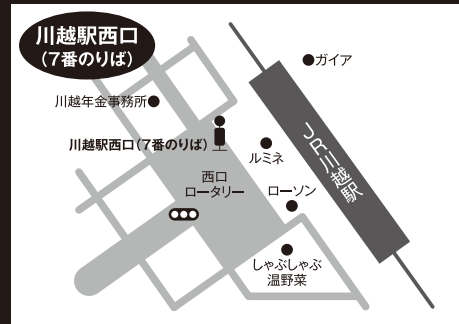 川越駅西口
(7番のりば)
ガイア
川越年金事務所
川越駅西口(7番のりば)
ルミネ
JR川越駅
西口
ロータリー
ローソン
しゃぶしゃぶ
温野菜